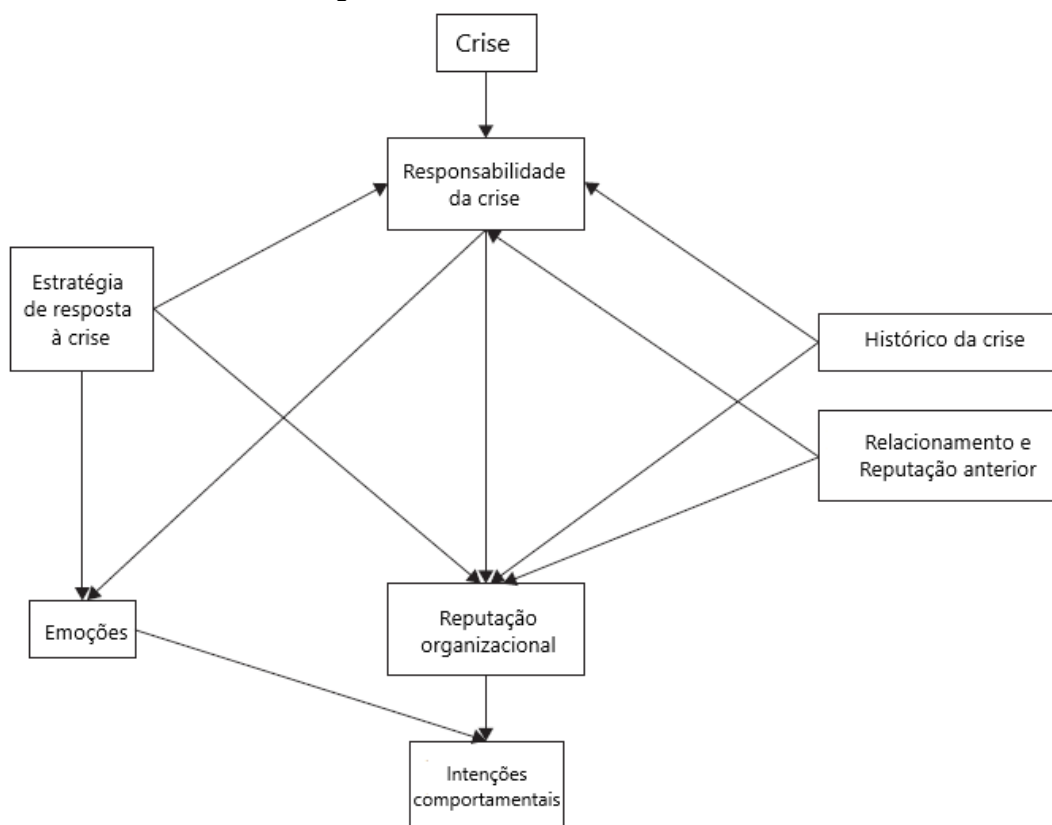 Crise
Responsabilidade
da crise
Estratégia
de resposta
à crise
Histórico da crise
Relacionamento e
Reputação anterior
Emoções
Reputação
organizacional
Intenções
comportamentais